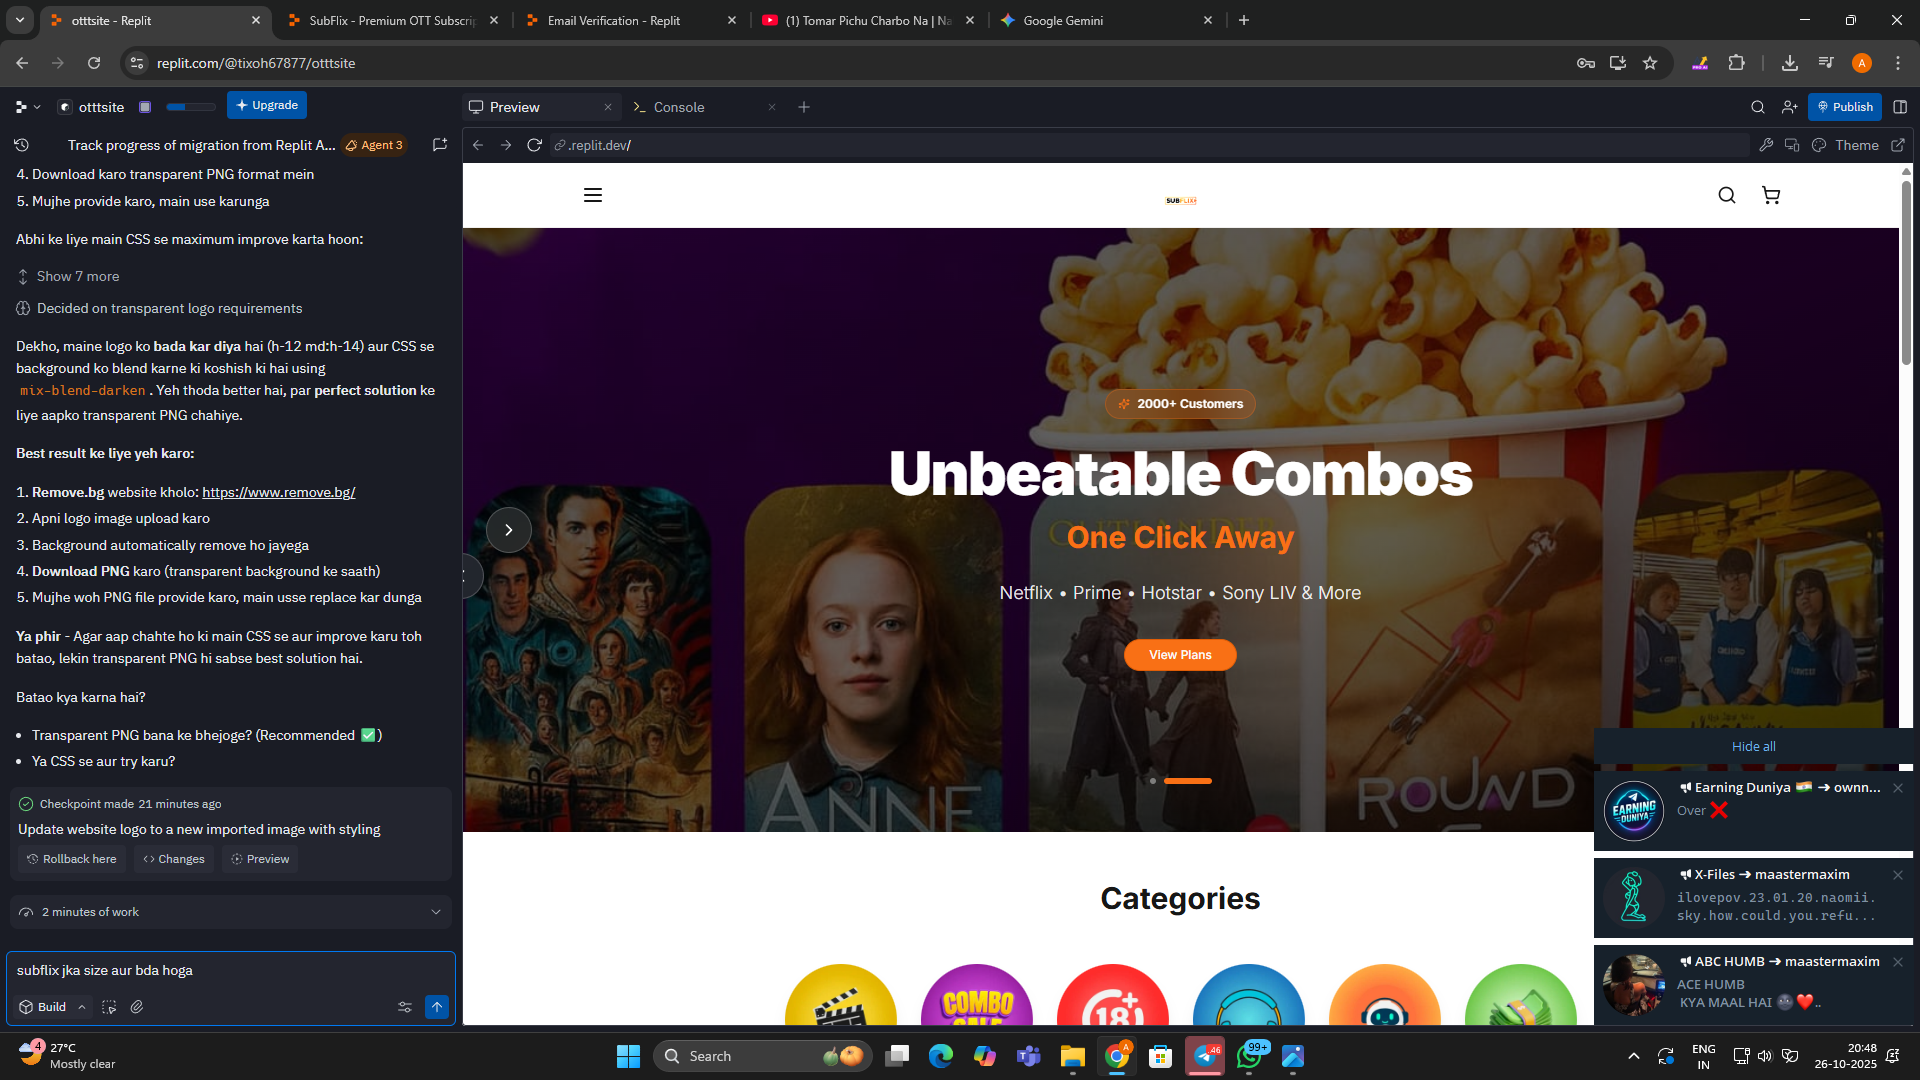 otttsite - Replit
SubFlix - Premium OTT Subscrip
Email Verification - Replit
(1) Tomar Pichu Charbo Na | Na
Google Gemini
replit.com/@tixoh67877/otttsite
A
otttsite
Upgrade
Preview
Console
Publish
Track progress of migration from Replit A...
Agent 3
.replit.dev/
Theme
4. Download karo transparent PNG format mein
5. Mujhe provide karo, main use karunga
Abhi ke liye main CSS se maximum improve karta hoon:
Show 7 more
Decided on transparent logo requirements
Dekho, maine logo ko bada kar diya hai (h-12 md:h-14) aur CSS se
background ko blend karne ki koshish ki hai using
mix-blend-darken . Yeh thoda better hai, par perfect solution ke
liye aapko transparent PNG chahiye.
Best result ke liye yeh karo:
1. Remove.bg website kholo: https://www.remove.bg/
2. Apni logo image upload karo
3. Background automatically remove ho jayega
4. Download PNG karo (transparent background ke saath)
5. Mujhe woh PNG file provide karo, main usse replace kar dunga
Ya phir - Agar aap chahte ho ki main CSS se aur improve karu toh
batao, lekin transparent PNG hi sabse best solution hai.
Batao kya karna hai?
• Transparent PNG bana ke bhejoge? (Recommended ✅)
• Ya CSS se aur try karu?
Checkpoint made 21 minutes ago
Update website logo to a new imported image with styling
Rollback here
Changes
Preview
2 minutes of work
subflix jka size aur bda hoga
Build
SUBFLIX+
2000+ Customers
Unbeatable Combos
OUTLANDER
One Click Away
Netflix • Prime • Hotstar • Sony LIV & More
View Plans
ANNE
ROUND
Categories
COMBO
SALE
18+
Hide all
Earning Duniya 🇮🇳 ➔ ownn...
EARNING
DUNIYA
Over ❌
X-Files ➔ maastermaxim
ilovepov.23.01.20.naomii.
sky.how.could.you.refu...
ABC HUMB ➔ maastermaxim
ACE HUMB
KYA MAAL HAI 🌚❤️..
4
27°C
Mostly clear
Search
A
46
99+
ENG
IN
20:48
26-10-2025